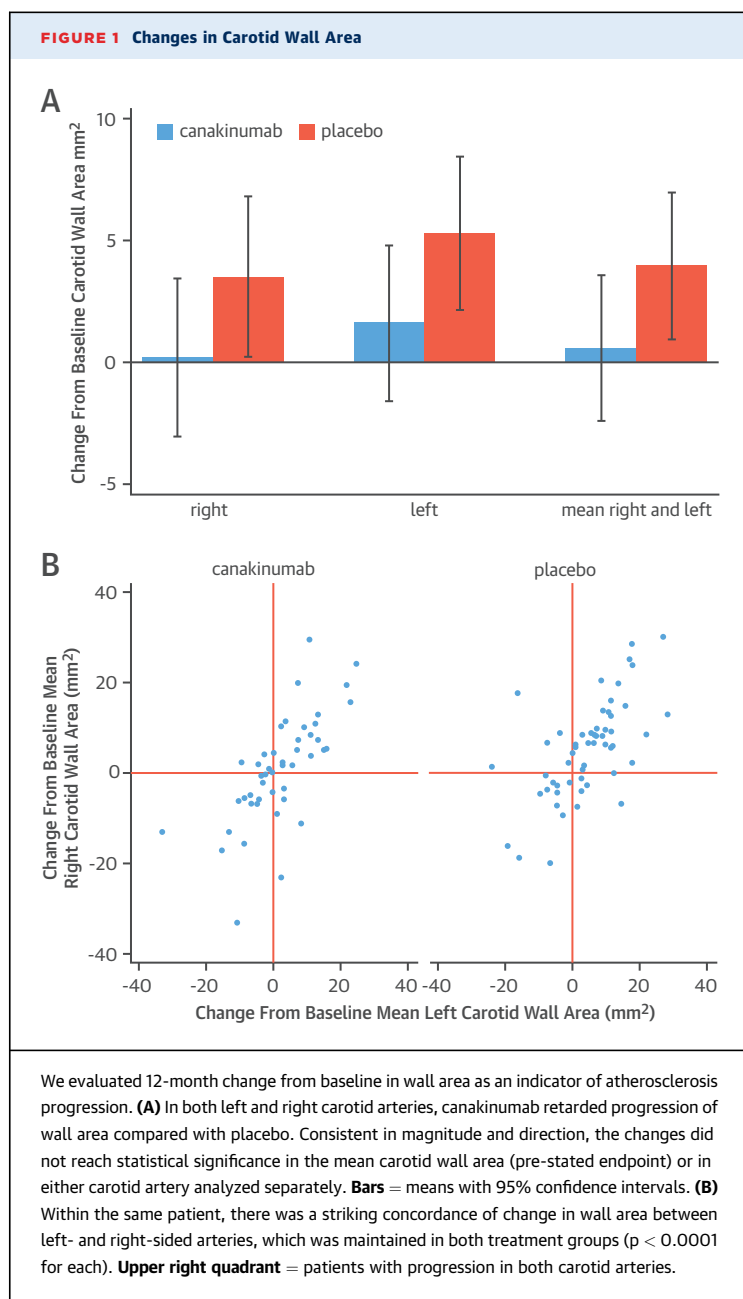 FIGURE 1 Changes in Carotid Wall Area
A
Change From Baseline Carotid Wall Area mm²
10
5
0
-5
canakinumab
placebo
right
left
mean right and left
B
canakinumab
placebo
Change From Baseline Mean
Right Carotid Wall Area (mm²)
40
20
0
-20
-40
-40 -20 0 20 40
-40 -20 0 20 40
Change From Baseline Mean Left Carotid Wall Area (mm²)
We evaluated 12-month change from baseline in wall area as an indicator of atherosclerosis
progression. (A) In both left and right carotid arteries, canakinumab retarded progression of
wall area compared with placebo. Consistent in magnitude and direction, the changes did
not reach statistical significance in the mean carotid wall area (pre-stated endpoint) or in
either carotid artery analyzed separately. Bars = means with 95% confidence intervals. (B)
Within the same patient, there was a striking concordance of change in wall area between
left- and right-sided arteries, which was maintained in both treatment groups (p < 0.0001
for each). Upper right quadrant = patients with progression in both carotid arteries.